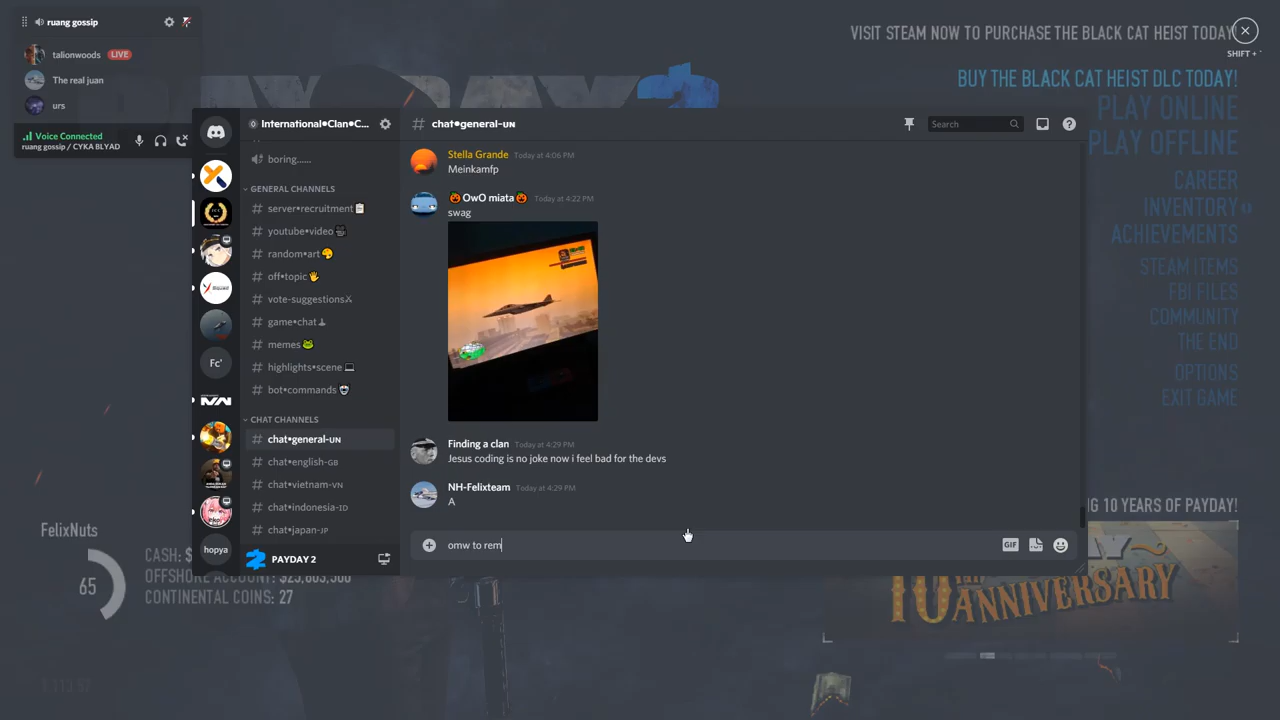 ruang gossip
talionwoods LIVE
The real juan
urs
Voice Connected
ruang gossip / CYKA BLYAD
VISIT STEAM NOW TO PURCHASE THE BLACK CAT HEIST TODAY!
SHIFT + `
BUY THE BLACK CAT HEIST DLC TODAY!
PLAY ONLINE
PLAY OFFLINE
CAREER
INVENTORY
ACHIEVEMENTS
STEAM ITEMS
FBI FILES
COMMUNITY
THE END
OPTIONS
EXIT GAME
International•Clan•C...
boring......
GENERAL CHANNELS
server•recruitment📋
youtube•video📹
random•art🎨
off•topic🖐
vote-suggestions⚔
game•chat🕹
memes🐸
highlights•scene💻
bot•commands🤖
CHAT CHANNELS
chat•general-UN
chat•english-GB
chat•vietnam-VN
chat•indonesia-ID
chat•japan-JP
Fc'
hopya
PAYDAY 2
# chat•general-UN
Search
Stella Grande Today at 4:06 PM
Meinkamfp
🎃 OwO miata🎃 Today at 4:22 PM
swag
Finding a clan Today at 4:29 PM
Jesus coding is no joke now i feel bad for the devs
NH-Felixteam Today at 4:29 PM
A
omw to rem
GIF
FelixNuts
65
CASH: $
OFFSHORE ACCOUNT: $23,603,500
CONTINENTAL COINS: 27
NG 10 YEARS OF PAYDAY!
10 ANNIVERSARY